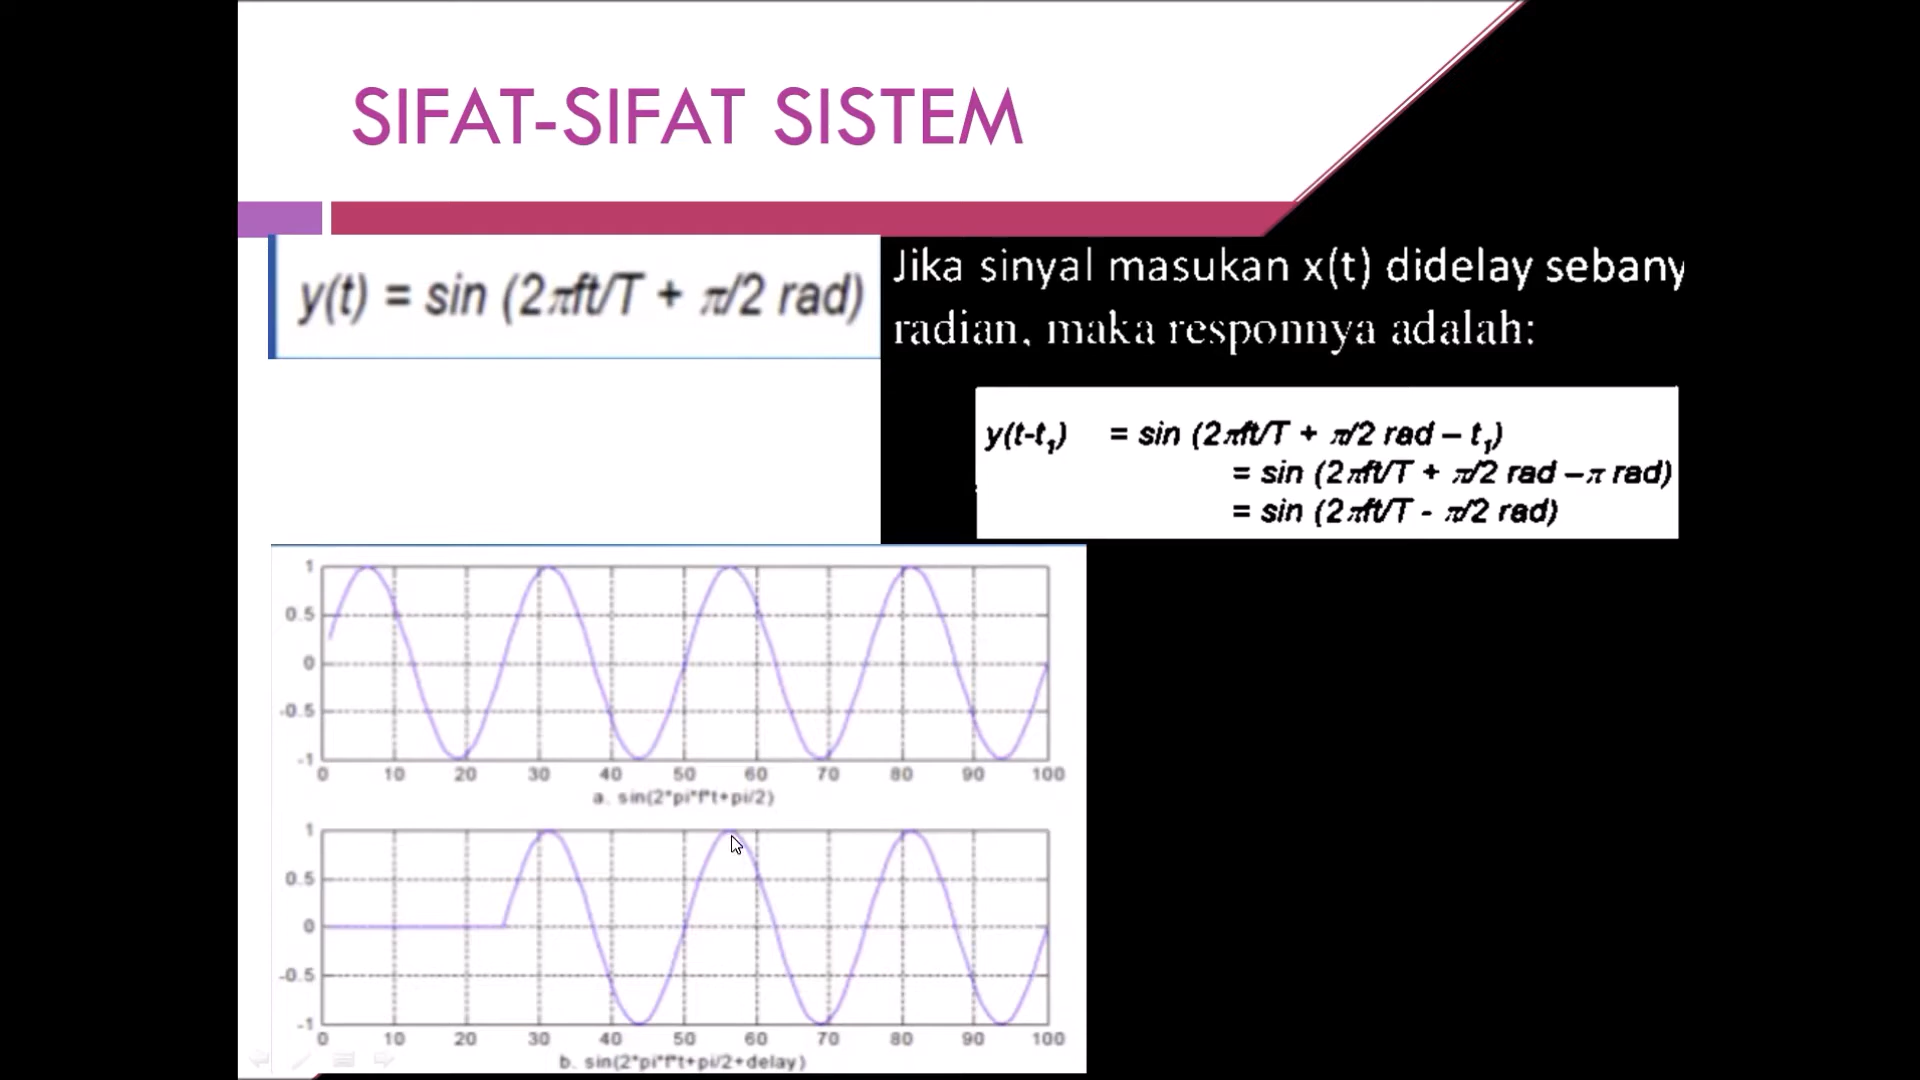 SIFAT-SIFAT SISTEM
y(t) = sin (2πft/T + π/2 rad)
Jika sinyal masukan x(t) didelay sebany
radian, maka responnya adalah:
y(t-t₁) = sin (2πft/T + π/2 rad – t₁)
= sin (2πft/T + π/2 rad –π rad)
= sin (2πft/T - π/2 rad)
1
0.5
0
-0.5
-1
0 10 20 30 40 50 60 70 80 90 100
a. sin(2*pi*f*t+pi/2)
1
0.5
0
-0.5
-1
0 10 20 30 40 50 60 70 80 90 100
b. sin(2*pi*f*t+pi/2+delay)